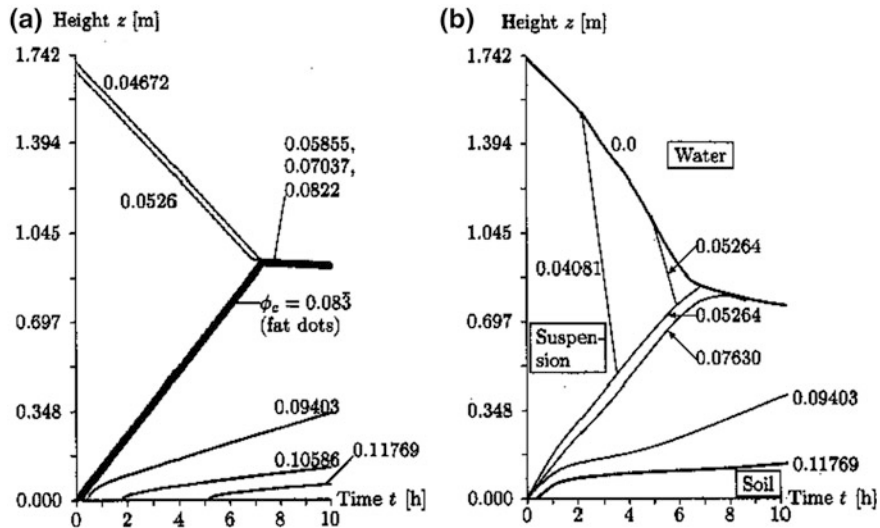 (a) Height z [m]
1.742
1.394
1.045
0.697
0.348
0.000
0.04672
0.0526
0.05855,
0.07037,
0.0822
ϕc = 0.083̄
(fat dots)
0.09403
0.10586
0.11769
0 2 4 6 8 10
Time t [h]
(b) Height z [m]
1.742
1.394
1.045
0.697
0.348
0.000
0.0
Water
0.04081
0.05264
0.05264
0.07630
Suspen-
sion
0.09403
0.11769
Soil
Time t [h]
0 2 4 6 8 10